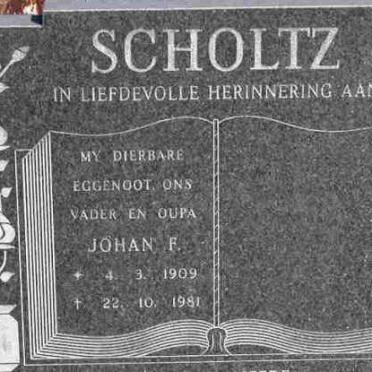 SCHOLTZ
IN LIEFDEVOLLE HERINNERING AAN
MY DIERBARE
EGGENOOT, ONS
VADER EN OUPA
JOHAN F.
* 4. 3. 1909
† 22. 10. 1981